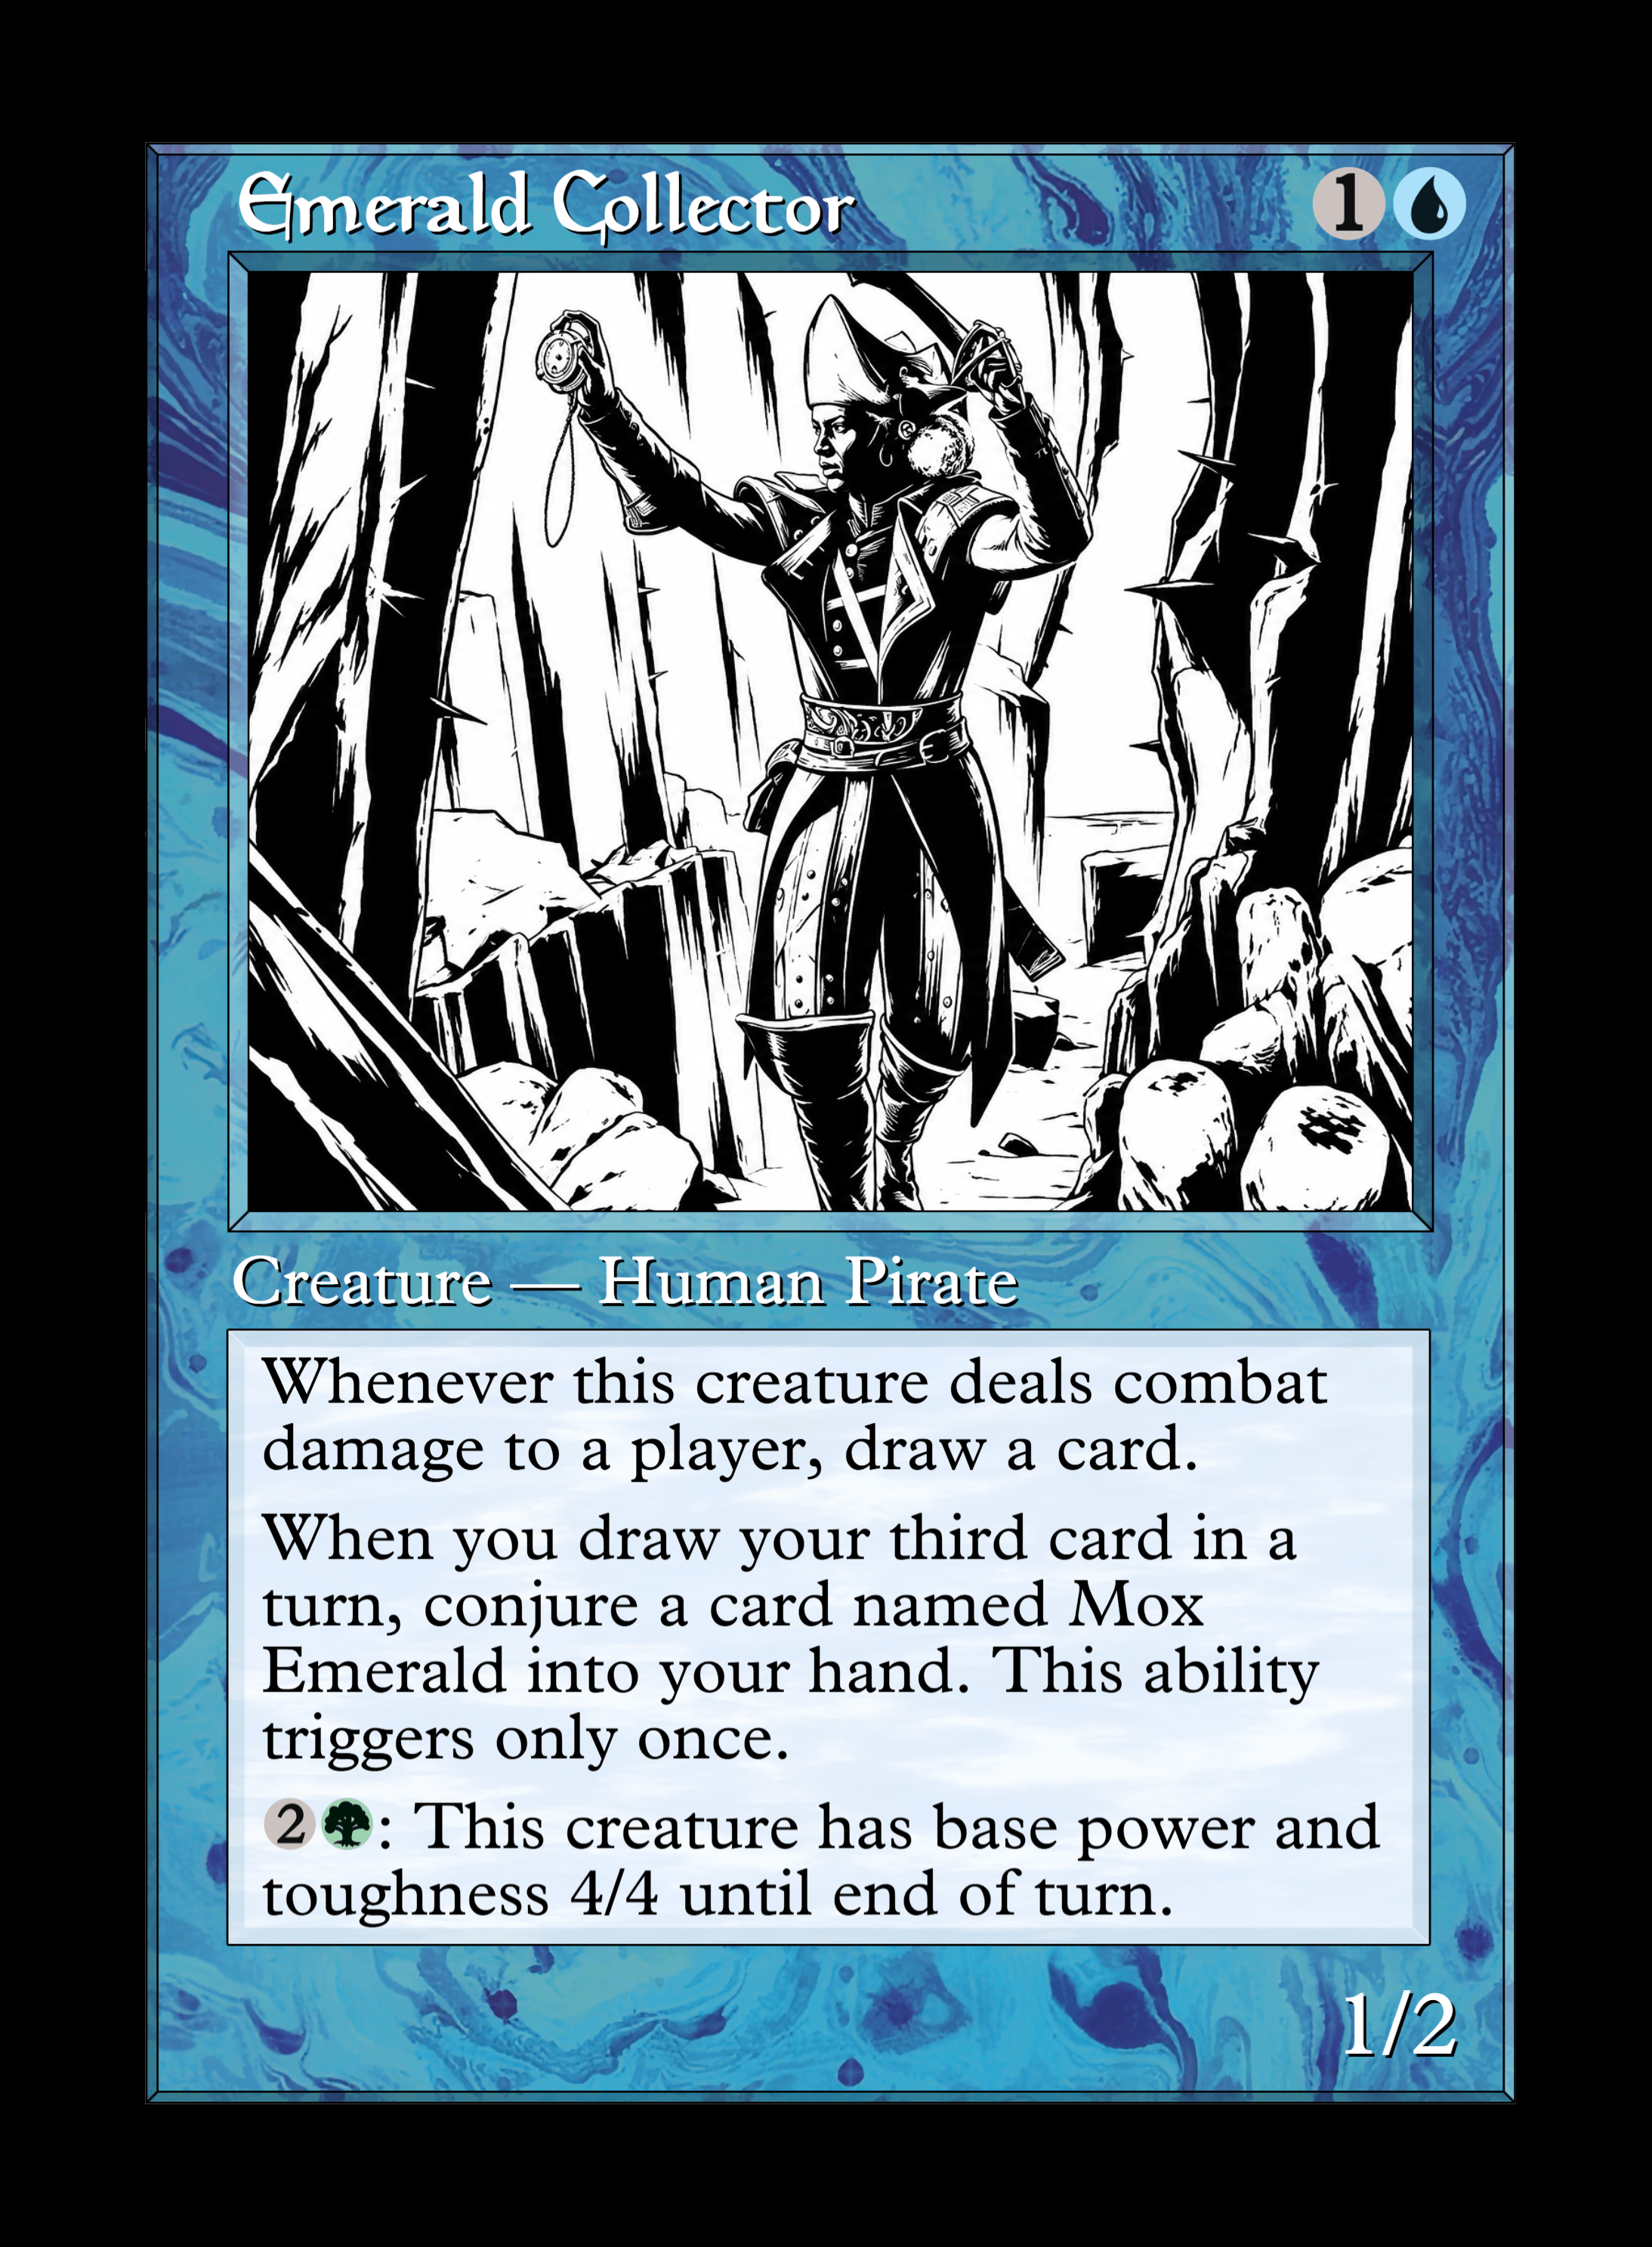 Emerald Collector 1
Creature — Human Pirate
Whenever this creature deals combat
damage to a player, draw a card.
When you draw your third card in a
turn, conjure a card named Mox
Emerald into your hand. This ability
triggers only once.
2: This creature has base power and
toughness 4/4 until end of turn.
1/2